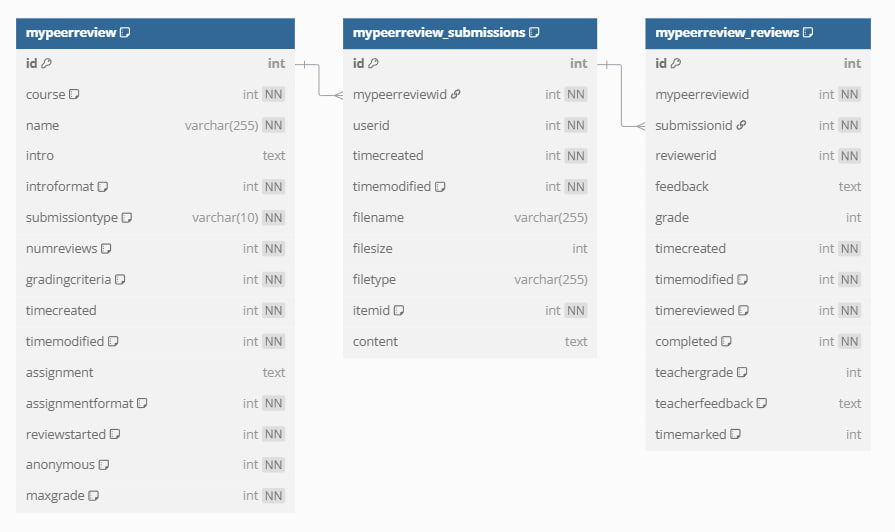 mypeerreview
id int
course int NN
name varchar(255) NN
intro text
introformat int NN
submissiontype varchar(10) NN
numreviews int NN
gradingcriteria int NN
timecreated int NN
timemodified int NN
assignment text
assignmentformat int NN
reviewstarted int NN
anonymous int NN
maxgrade int NN
mypeerreview_submissions
id int
mypeerreviewid int NN
userid int NN
timecreated int NN
timemodified int NN
filename varchar(255)
filesize int
filetype varchar(255)
itemid int NN
content text
mypeerreview_reviews
id int
mypeerreviewid int NN
submissionid int NN
reviewerid int NN
feedback text
grade int
timecreated int NN
timemodified int NN
timereviewed int NN
completed int NN
teachergrade int
teacherfeedback text
timemarked int